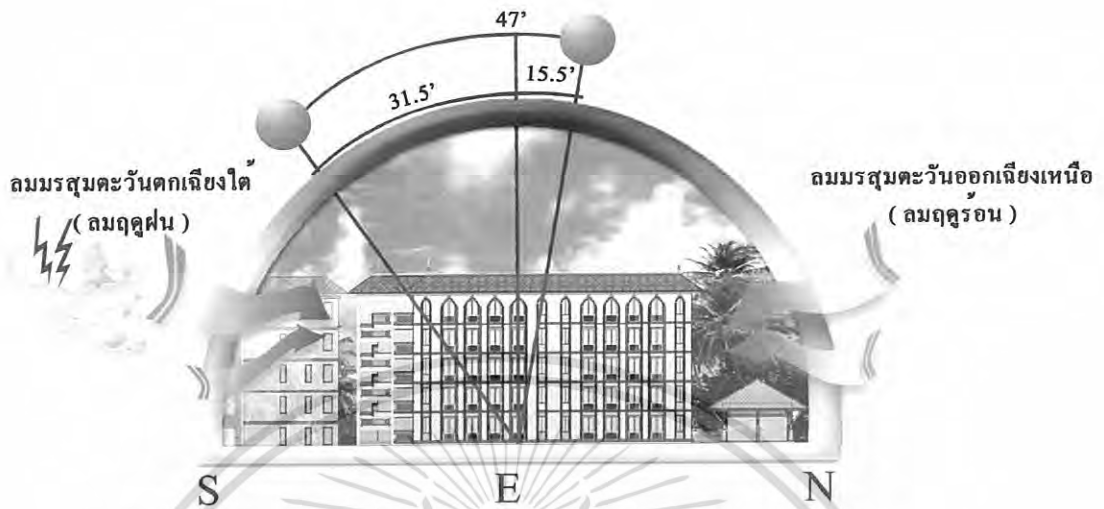 47'
15.5'
31.5'
ลมมรสุมตะวันตกเฉียงใต้
( ลมฤดูฝน )
ลมมรสุมตะวันออกเฉียงเหนือ
( ลมฤดูร้อน )
S E N